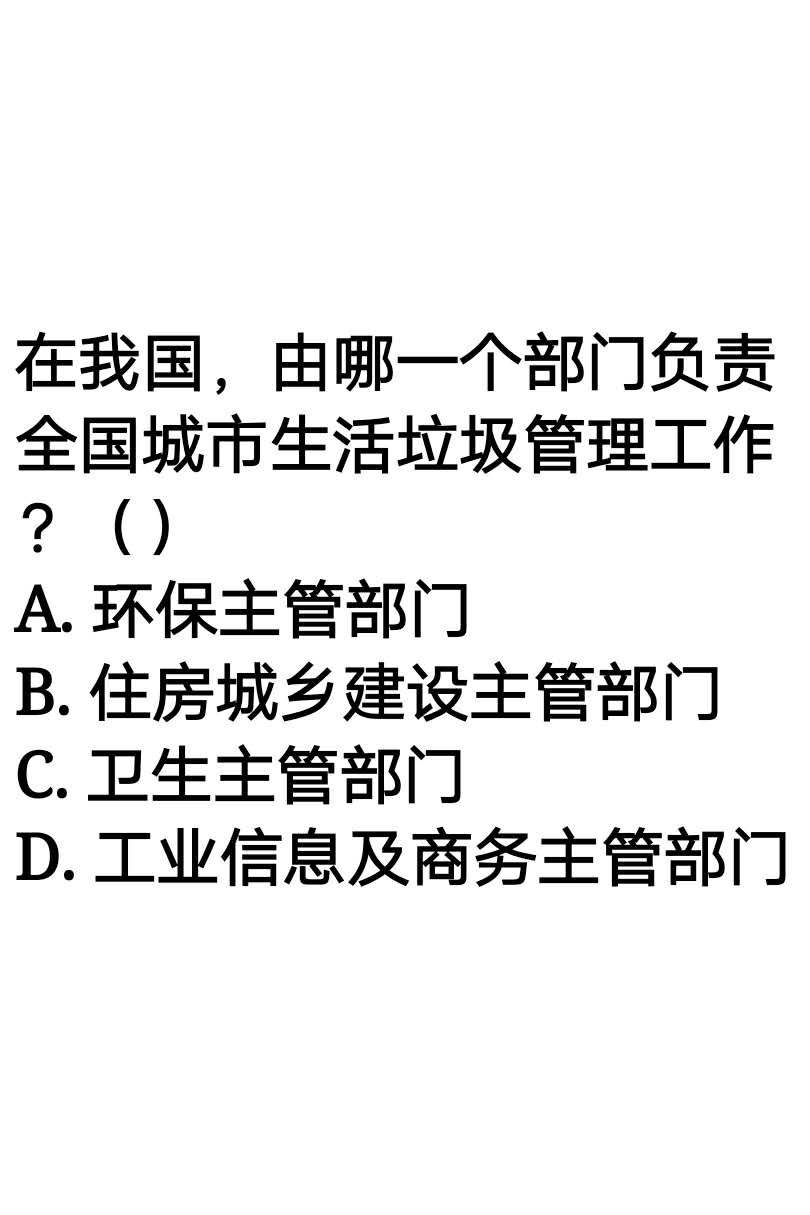 在我国，由哪一个部门负责
全国城市生活垃圾管理工作
？（）
A. 环保主管部门
B. 住房城乡建设主管部门
C. 卫生主管部门
D. 工业信息及商务主管部门